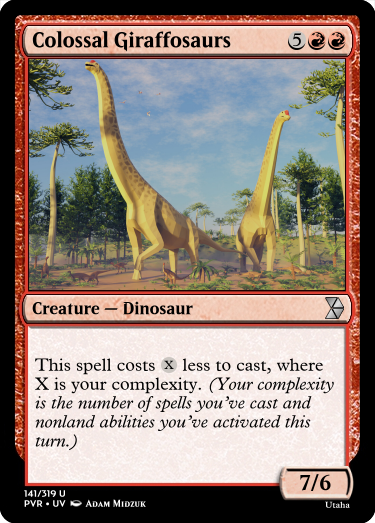 Colossal Giraffosaurs 5
Creature — Dinosaur
This spell costs X less to cast, where
X is your complexity. (Your complexity
is the number of spells you've cast and
nonland abilities you've activated this
turn.)
7/6
141/319 U
PVR • UV Adam Midzuk
Utaha